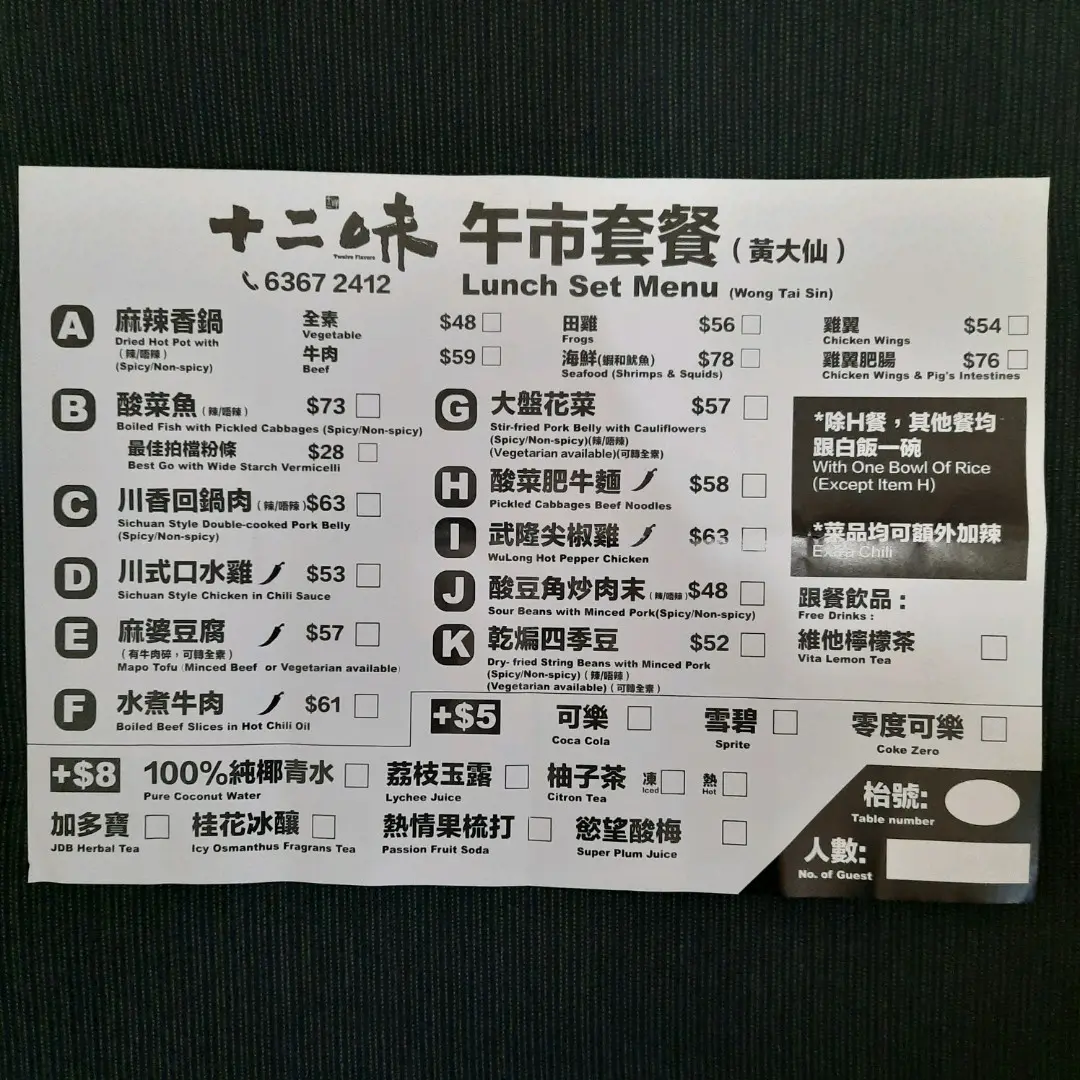 十二味 午市套餐(黃大仙)
Twelve Flavors
6367 2412
Lunch Set Menu (Wong Tai Sin)
A 麻辣香鍋
Dried Hot Pot with
(辣/唔辣)
(Spicy/Non-spicy)
全素 $48
Vegetable
牛肉 $59
Beef
田雞 $56
Frogs
海鮮(蝦和魷魚) $78
Seafood (Shrimps & Squids)
雞翼 $54
Chicken Wings
雞翼肥腸 $76
Chicken Wings & Pig's Intestines
B 酸菜魚(辣/唔辣) $73
Boiled Fish with Pickled Cabbages (Spicy/Non-spicy)
最佳拍檔粉條 $28
Best Go with Wide Starch Vermicelli
C 川香回鍋肉(辣/唔辣) $63
Sichuan Style Double-cooked Pork Belly
(Spicy/Non-spicy)
D 川式口水雞 $53
Sichuan Style Chicken in Chili Sauce
E 麻婆豆腐 $57
(有牛肉碎,可轉全素)
Mapo Tofu (Minced Beef or Vegetarian available)
F 水煮牛肉 $61
Boiled Beef Slices in Hot Chili Oil
G 大盤花菜 $57
Stir-fried Pork Belly with Cauliflowers
(Spicy/Non-spicy)(辣/唔辣)
(Vegetarian available)(可轉全素)
H 酸菜肥牛麵 $58
Pickled Cabbages Beef Noodles
I 武隆尖椒雞 $63
WuLong Hot Pepper Chicken
J 酸豆角炒肉末(辣/唔辣) $48
Sour Beans with Minced Pork(Spicy/Non-spicy)
K 乾煸四季豆 $52
Dry- fried String Beans with Minced Pork
(Spicy/Non-spicy)(辣/唔辣)
(Vegetarian available)(可轉全素)
*除H餐,其他餐均
跟白飯一碗
With One Bowl Of Rice
(Except Item H)
*菜品均可額外加辣
Extra Chili
跟餐飲品:
Free Drinks :
維他檸檬茶
Vita Lemon Tea
+$5 可樂 雪碧 零度可樂
Coca Cola Sprite Coke Zero
+$8 100%純椰青水 荔枝玉露 柚子茶 凍 熱
Pure Coconut Water Lychee Juice Citron Tea Iced Hot
加多寶 桂花冰釀 熱情果梳打 慾望酸梅
JDB Herbal Tea Icy Osmanthus Fragrans Tea Passion Fruit Soda Super Plum Juice
枱號:
Table number
人數:
No. of Guest